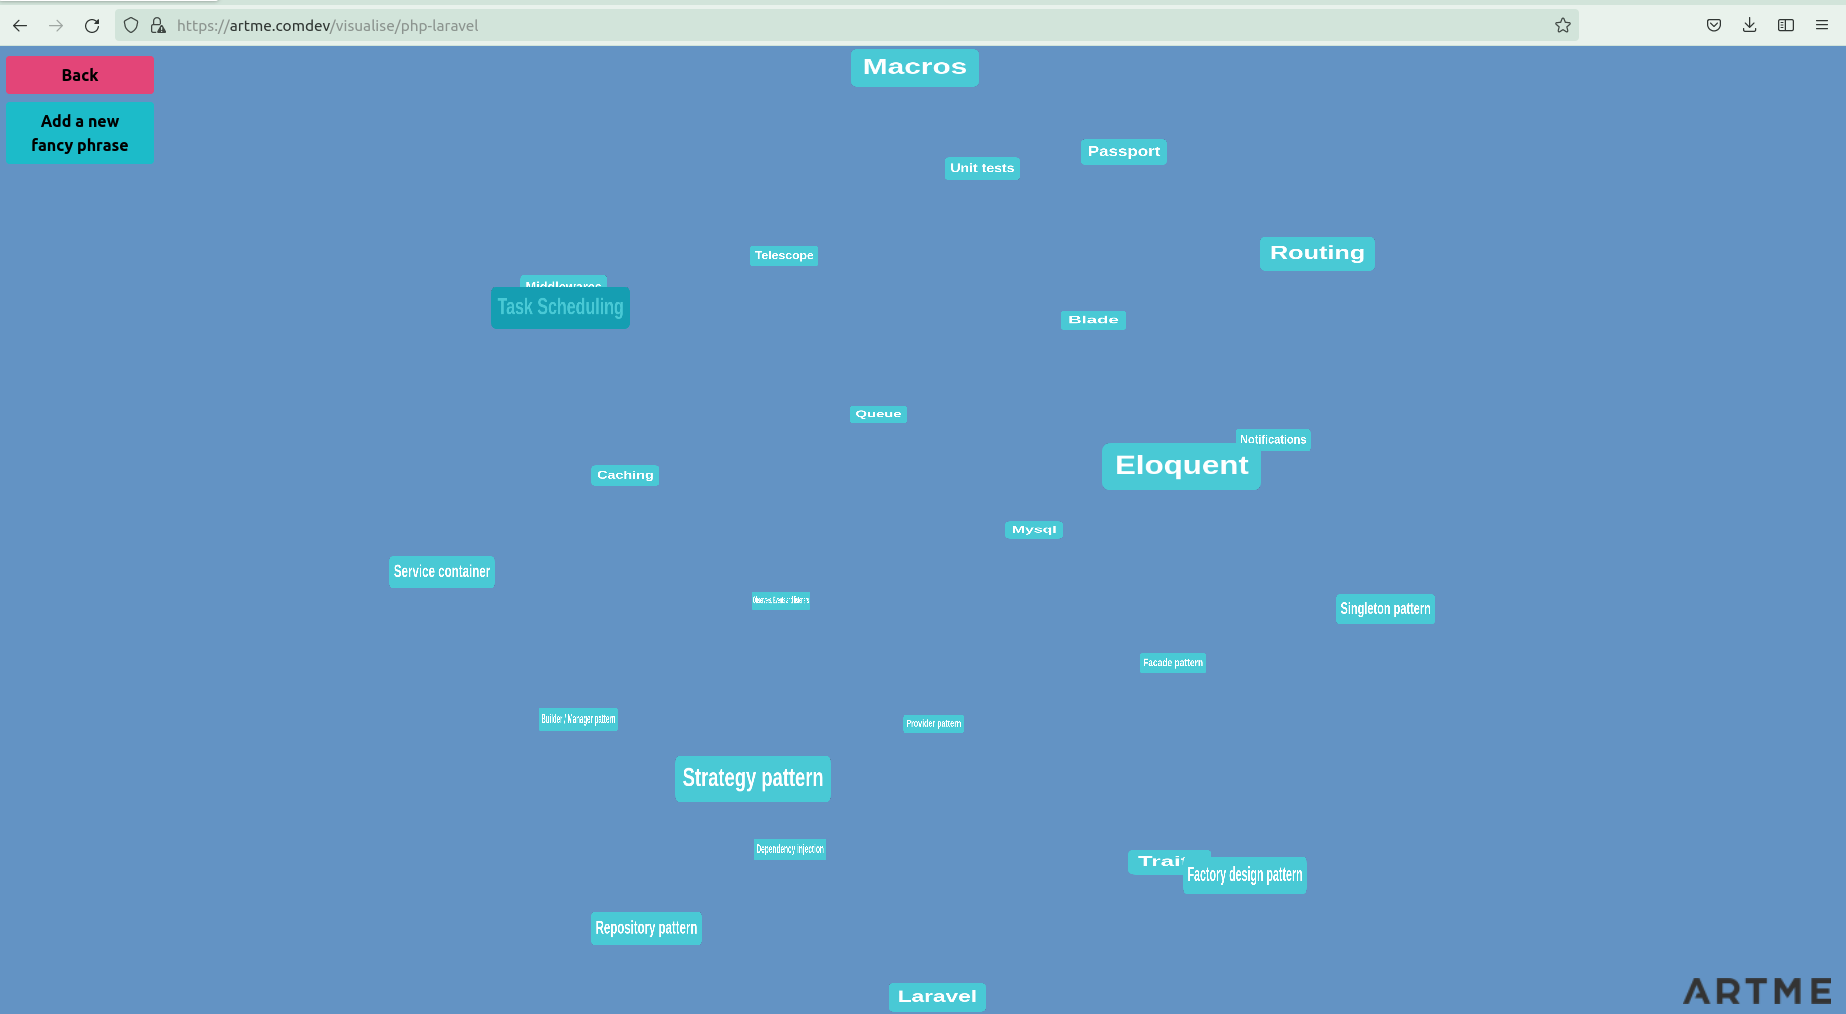 https://artme.comdev/visualise/php-laravel
Back
Macros
Add a new
fancy phrase
Passport
Unit tests
Routing
Telescope
Middlewares
Task Scheduling
Blade
Queue
Notifications
Eloquent
Caching
Mysql
Service container
Singleton pattern
Facade pattern
Builder / Manager pattern
Provider pattern
Strategy pattern
Dependency injection
Factory design pattern
Repository pattern
Laravel
ARTME